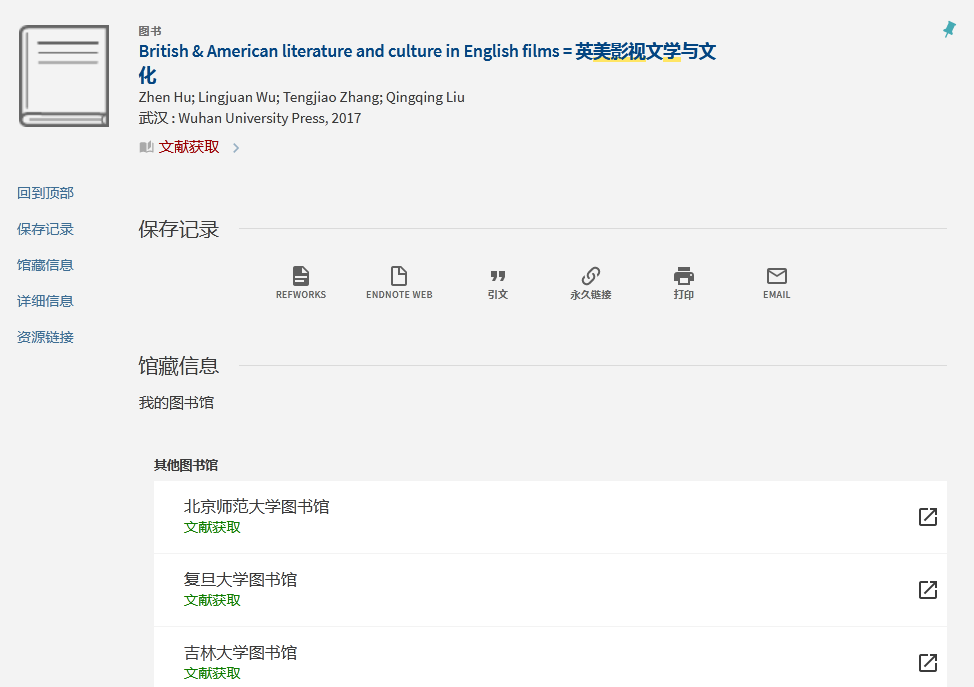 图书
British & American literature and culture in English films = 英美影视文学与文
化
Zhen Hu; Lingjuan Wu; Tengjiao Zhang; Qingqing Liu
武汉 : Wuhan University Press, 2017
文献获取
回到顶部
保存记录
馆藏信息
详细信息
资源链接
保存记录
REFWORKS
ENDNOTE WEB
引文
永久链接
打印
EMAIL
馆藏信息
我的图书馆
其他图书馆
北京师范大学图书馆
文献获取
复旦大学图书馆
文献获取
吉林大学图书馆
文献获取